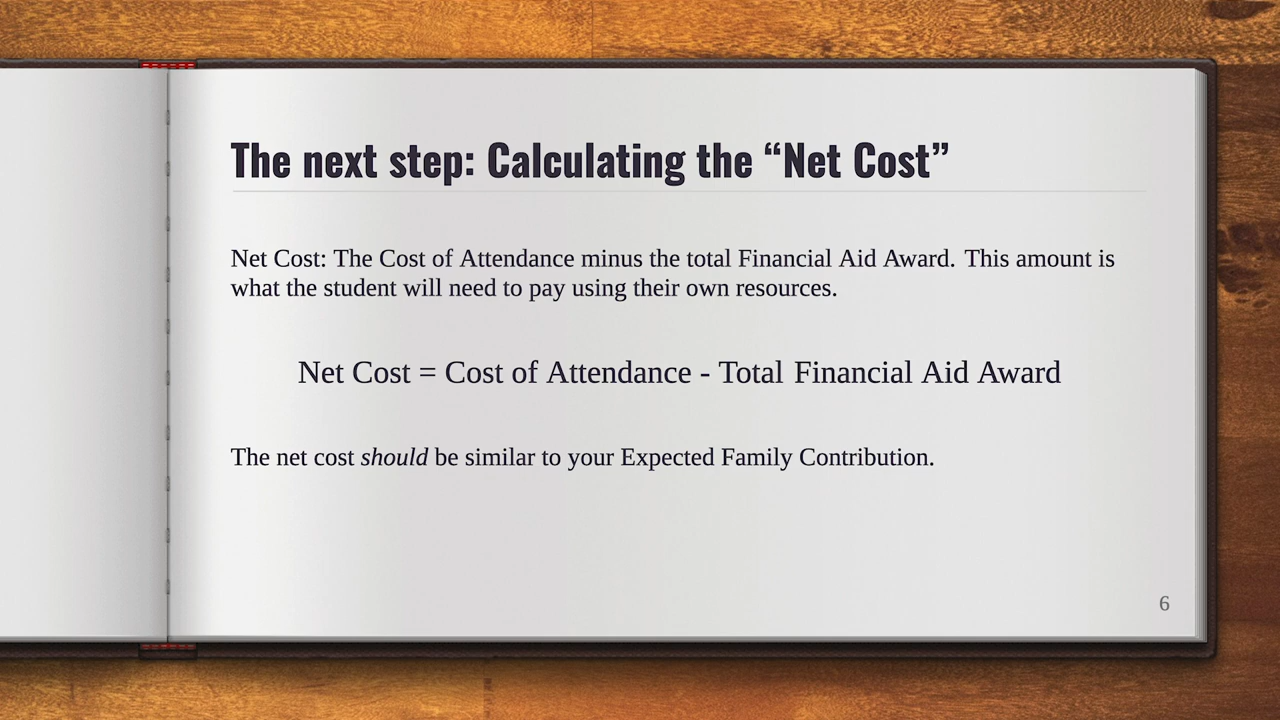 The next step: Calculating the “Net Cost”
Net Cost: The Cost of Attendance minus the total Financial Aid Award. This amount is
what the student will need to pay using their own resources.
Net Cost = Cost of Attendance - Total Financial Aid Award
The net cost should be similar to your Expected Family Contribution.
6